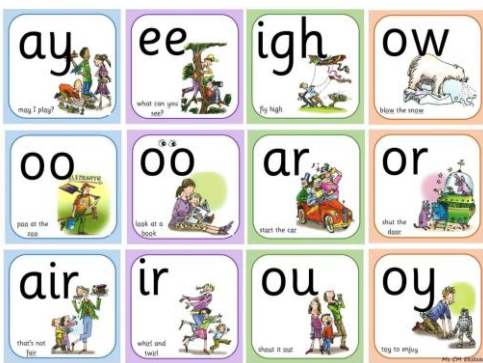 ay
may I play?
ee
what can you
see?
igh
fly high
ow
blow the snow
oo
poo at the
zoo
oo
look at a
book
ar
start the car
or
shut the
door
air
that's not
fair
ir
whirl and
twirl
ou
shout it out
oy
toy to enjoy